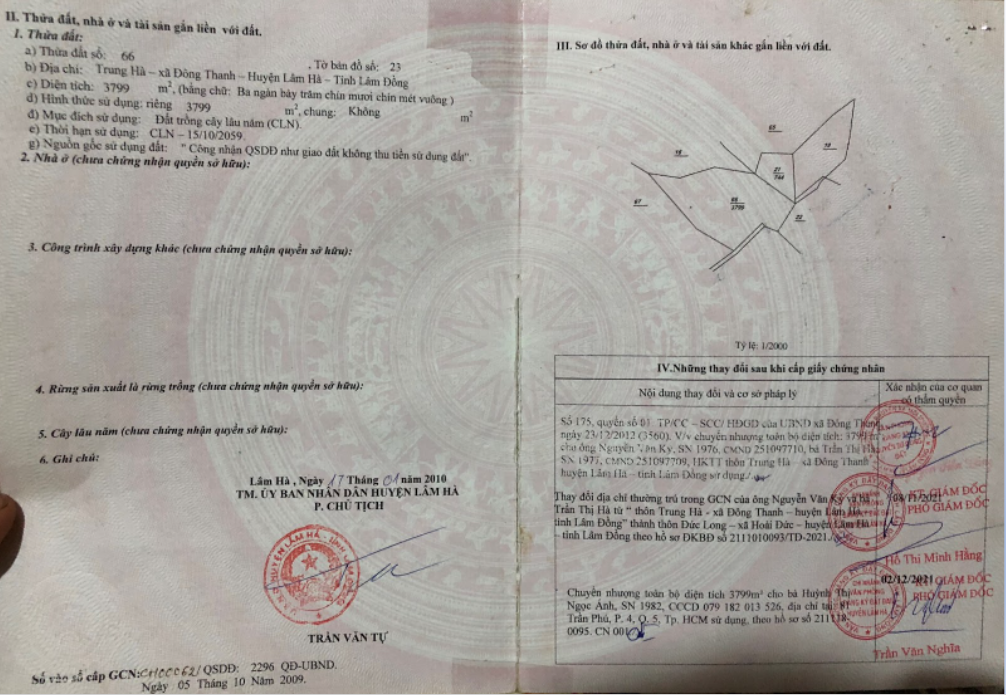 II. Thửa đất, nhà ở và tài sản gắn liền với đất.
1. Thửa đất:
a) Thửa đất số: 66 , Tờ bản đồ số: 23
b) Địa chỉ: Trung Hà – xã Đông Thanh – Huyện Lâm Hà – Tỉnh Lâm Đồng
c) Diện tích: 3799 m², (bằng chữ: Ba ngàn bảy trăm chín mươi chín mét vuông )
d) Hình thức sử dụng: riêng 3799 m², chung: Không m²
đ) Mục đích sử dụng: Đất trồng cây lâu năm (CLN).
e) Thời hạn sử dụng: CLN – 15/10/2059.
g) Nguồn gốc sử dụng đất: " Công nhận QSDĐ như giao đất không thu tiền sử dụng đất".
2. Nhà ở (chưa chứng nhận quyền sở hữu):
3. Công trình xây dựng khác (chưa chứng nhận quyền sở hữu):
4. Rừng sản xuất là rừng trồng (chưa chứng nhận quyền sở hữu):
5. Cây lâu năm (chưa chứng nhận quyền sở hữu):
6. Ghi chú:
Lâm Hà , Ngày 17 Tháng 01 năm 2010
TM. ỦY BAN NHÂN DÂN HUYỆN LÂM HÀ
P. CHỦ TỊCH
TRẦN VĂN TỰ
Số vào sổ cấp GCN: CH00062/ QSDĐ: 2296 QĐ-UBND.
Ngày 05 Tháng 10 Năm 2009.
III. Sơ đồ thửa đất, nhà ở và tài sản khác gắn liền với đất.
67
66
3799
27
744
22
Tỷ lệ: 1/2000
IV.Những thay đổi sau khi cấp giấy chứng nhân
Nội dung thay đổi và cơ sở pháp lý
Xác nhận của cơ quan có thẩm quyền
Số 175, quyển số 01 TP/CC – SCC/ HĐGD của UBND xã Đông Thanh
ngày 23/12/2012 (3560). V/v chuyển nhượng toàn bộ diện tích: 3799m²
cho ông Nguyễn Văn Kỳ, SN 1976, CMND 251097710, bà Trần Thị Hà,
SN 1977, CMND 251097709, HKTT thôn Trung Hà – xã Đông Thanh
huyện Lâm Hà – tỉnh Lâm Đồng sử dụng./
Thay đổi địa chỉ thường trú trong GCN của ông Nguyễn Văn Kỳ và bà
Trần Thị Hà từ “ thôn Trung Hà - xã Đông Thanh – huyện Lâm Hà
tỉnh Lâm Đồng” thành thôn Đức Long – xã Hoài Đức – huyện Lâm Hà
- tỉnh Lâm Đồng theo hồ sơ ĐKBĐ số 2111010093/TD-2021./
08/11/2021
KT. GIÁM ĐỐC
PHÓ GIÁM ĐỐC
Hồ Thị Minh Hằng
Chuyển nhượng toàn bộ diện tích 3799m² cho bà Huỳnh Thị
Ngọc Ánh, SN 1982, CCCD 079 182 013 526, địa chỉ tại
Trần Phú, P. 4, Q. 5, Tp. HCM sử dụng, theo hồ sơ số 211118-
0095. CN 001
02/12/2021
KT. GIÁM ĐỐC
PHÓ GIÁM ĐỐC
Trần Văn Nghĩa